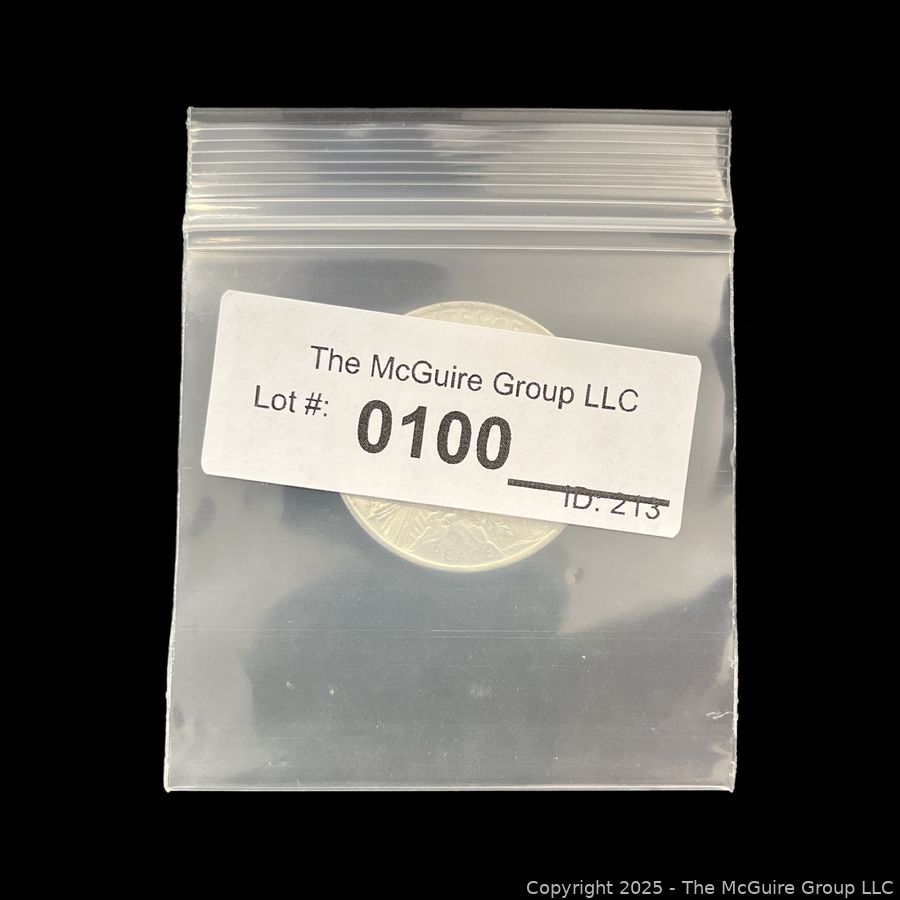 The McGuire Group LLC
Lot #:
0100
ID: 213
PEACE
Copyright 2025 - The McGuire Group LLC